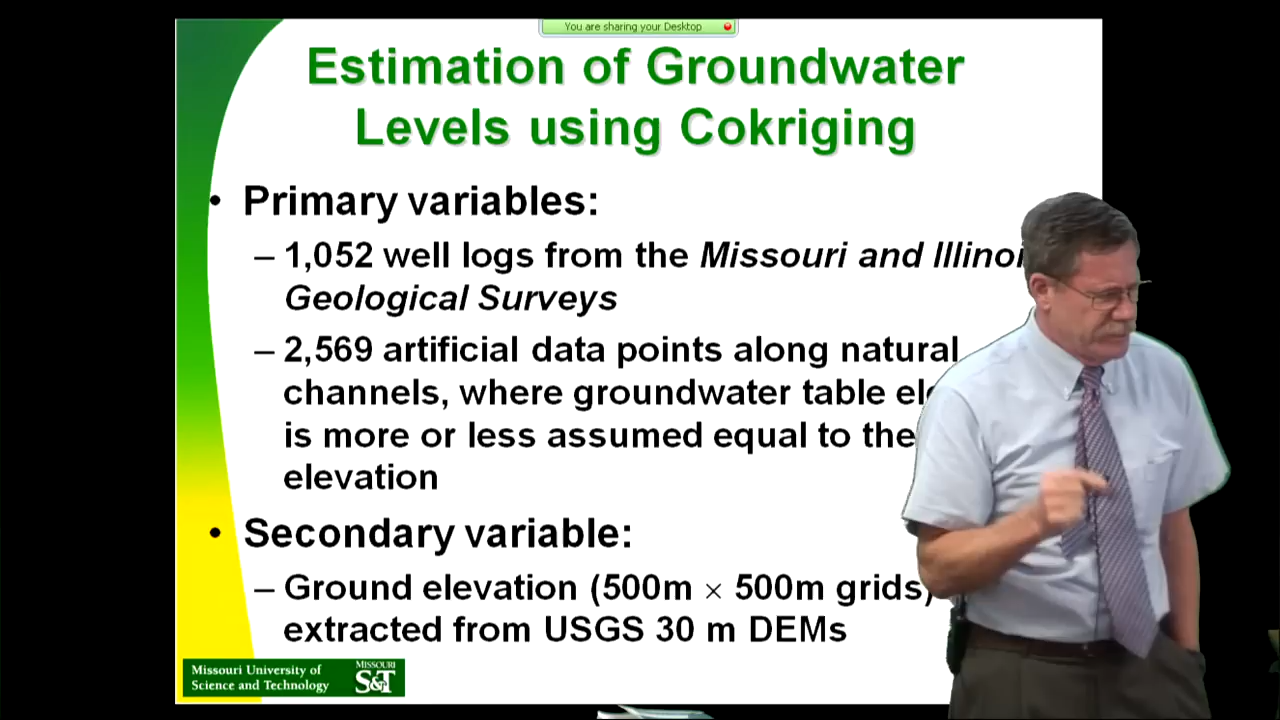 You are sharing your Desktop
Estimation of Groundwater
Levels using Cokriging
• Primary variables:
– 1,052 well logs from the Missouri and
Geological Surveys
– 2,569 artificial data points along natural
channels, where groundwater table
is more or less assumed equal to the
elevation
• Secondary variable:
– Ground elevation (500m × 500m grids)
extracted from USGS 30 m DEMs
Missouri University of
Science and Technology
MISSOURI
S&T